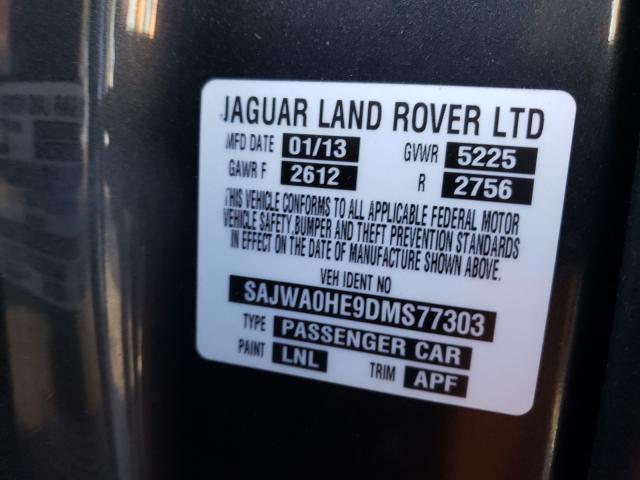 JAGUAR LAND ROVER LTD
MFD DATE 01/13 GVWR 5225
GAWR F 2612 R 2756
THIS VEHICLE CONFORMS TO ALL APPLICABLE FEDERAL MOTOR
VEHICLE SAFETY,BUMPER AND THEFT PREVENTION STANDARDS
IN EFFECT ON THE DATE OF MANUFACTURE SHOWN ABOVE.
VEH IDENT NO
SAJWA0HE9DMS77303
TYPE PASSENGER CAR
PAINT LNL TRIM APF